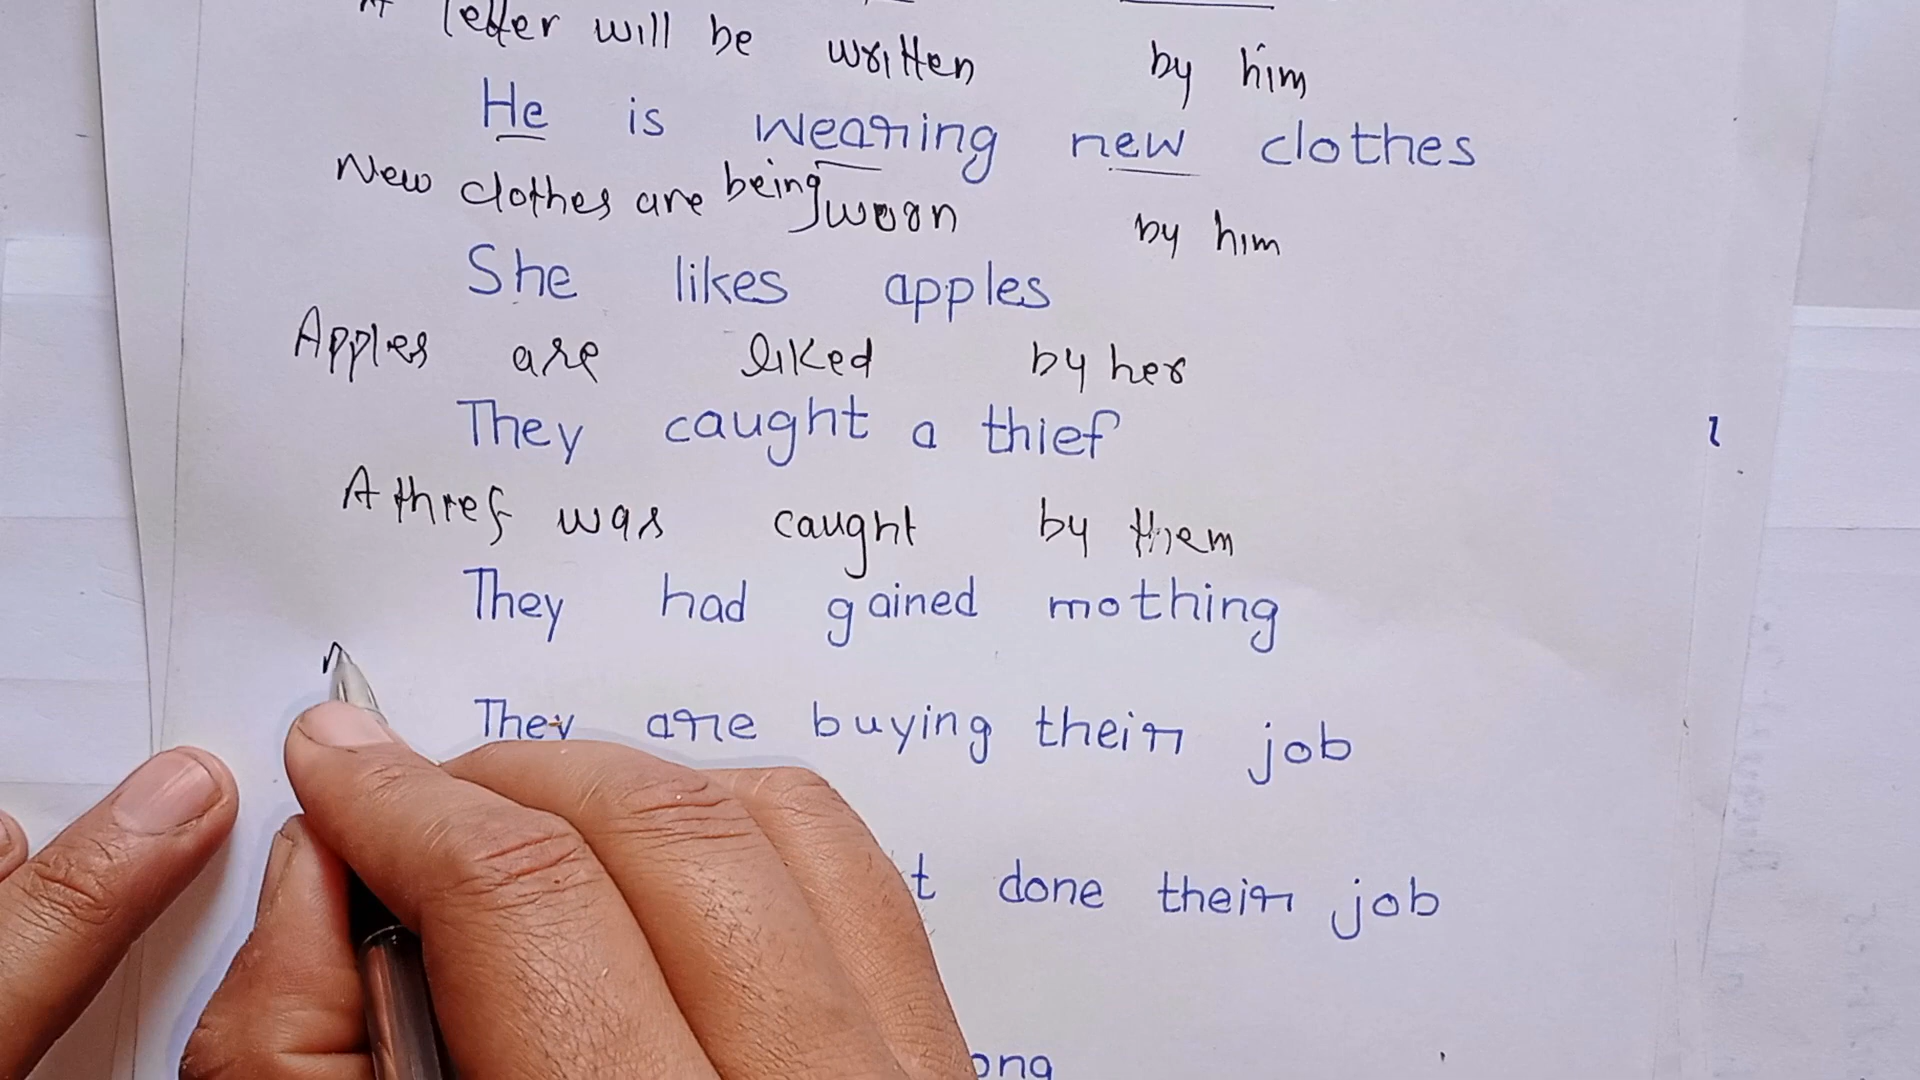 A letter will be written by him
He is wearing new clothes
New clothes are being worn by him
She likes apples
Apples are liked by her
They caught a thief
A thief was caught by them
They had gained mothing
N
They are buying their job
t done their job
ong